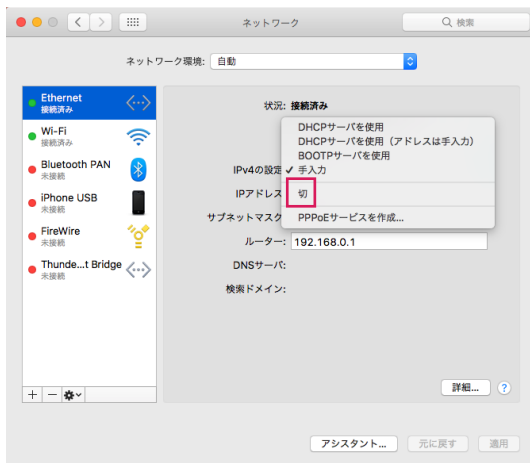 ネットワーク
検索
ネットワーク環境: 自動
Ethernet
接続済み
Wi-Fi
接続済み
Bluetooth PAN
未接続
iPhone USB
未接続
FireWire
未接続
Thunde...t Bridge
未接続
状況: 接続済み
DHCPサーバを使用
DHCPサーバを使用（アドレスは手入力）
BOOTPサーバを使用
IPv4の設定 ✓ 手入力
IPアドレス
切
サブネットマスク
PPPoEサービスを作成...
ルーター: 192.168.0.1
DNSサーバ:
検索ドメイン:
+ −
詳細... ?
アシスタント... 元に戻す 適用